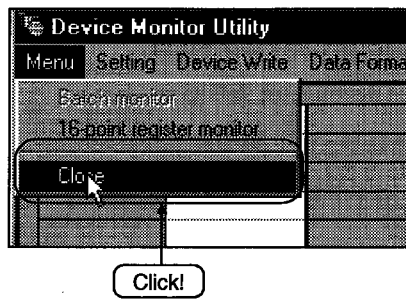 Device Monitor Utility
Menu Setting Device Write Data Forma
Batch monitor
16-point register monitor
Close
Click!